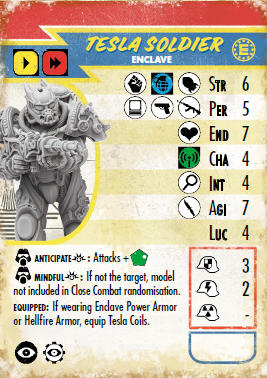 TESLA SOLDIER
ENCLAVE
STR 6
PER 5
END 7
CHA 4
INT 4
AGI 7
LUC 4
ANTICIPATE : Attacks +
MINDFUL : If not the target, model
not included in Close Combat randomisation.
EQUIPPED: If wearing Enclave Power Armor
or Hellfire Armor, equip Tesla Coils.
3
2
-